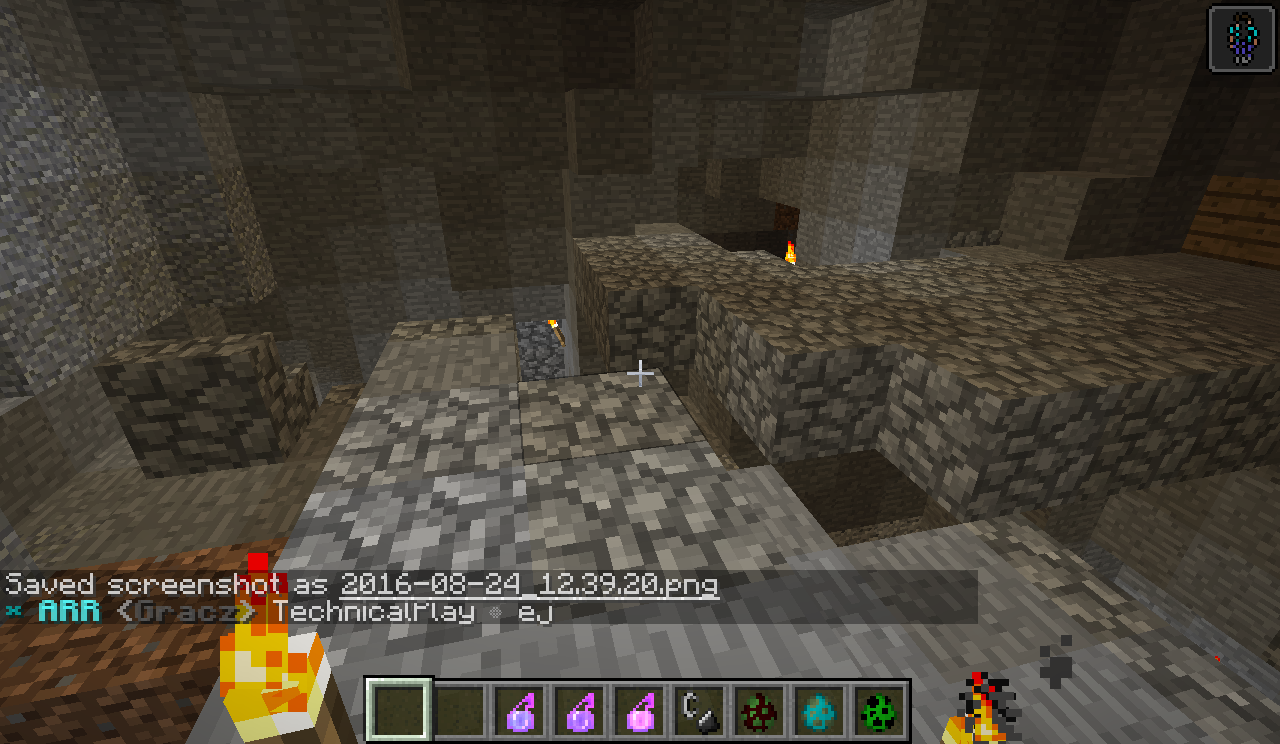 Saved screenshot as 2016-08-24_12.39.20.png
× ARR <Gracz> TechnicalPlay ● ej